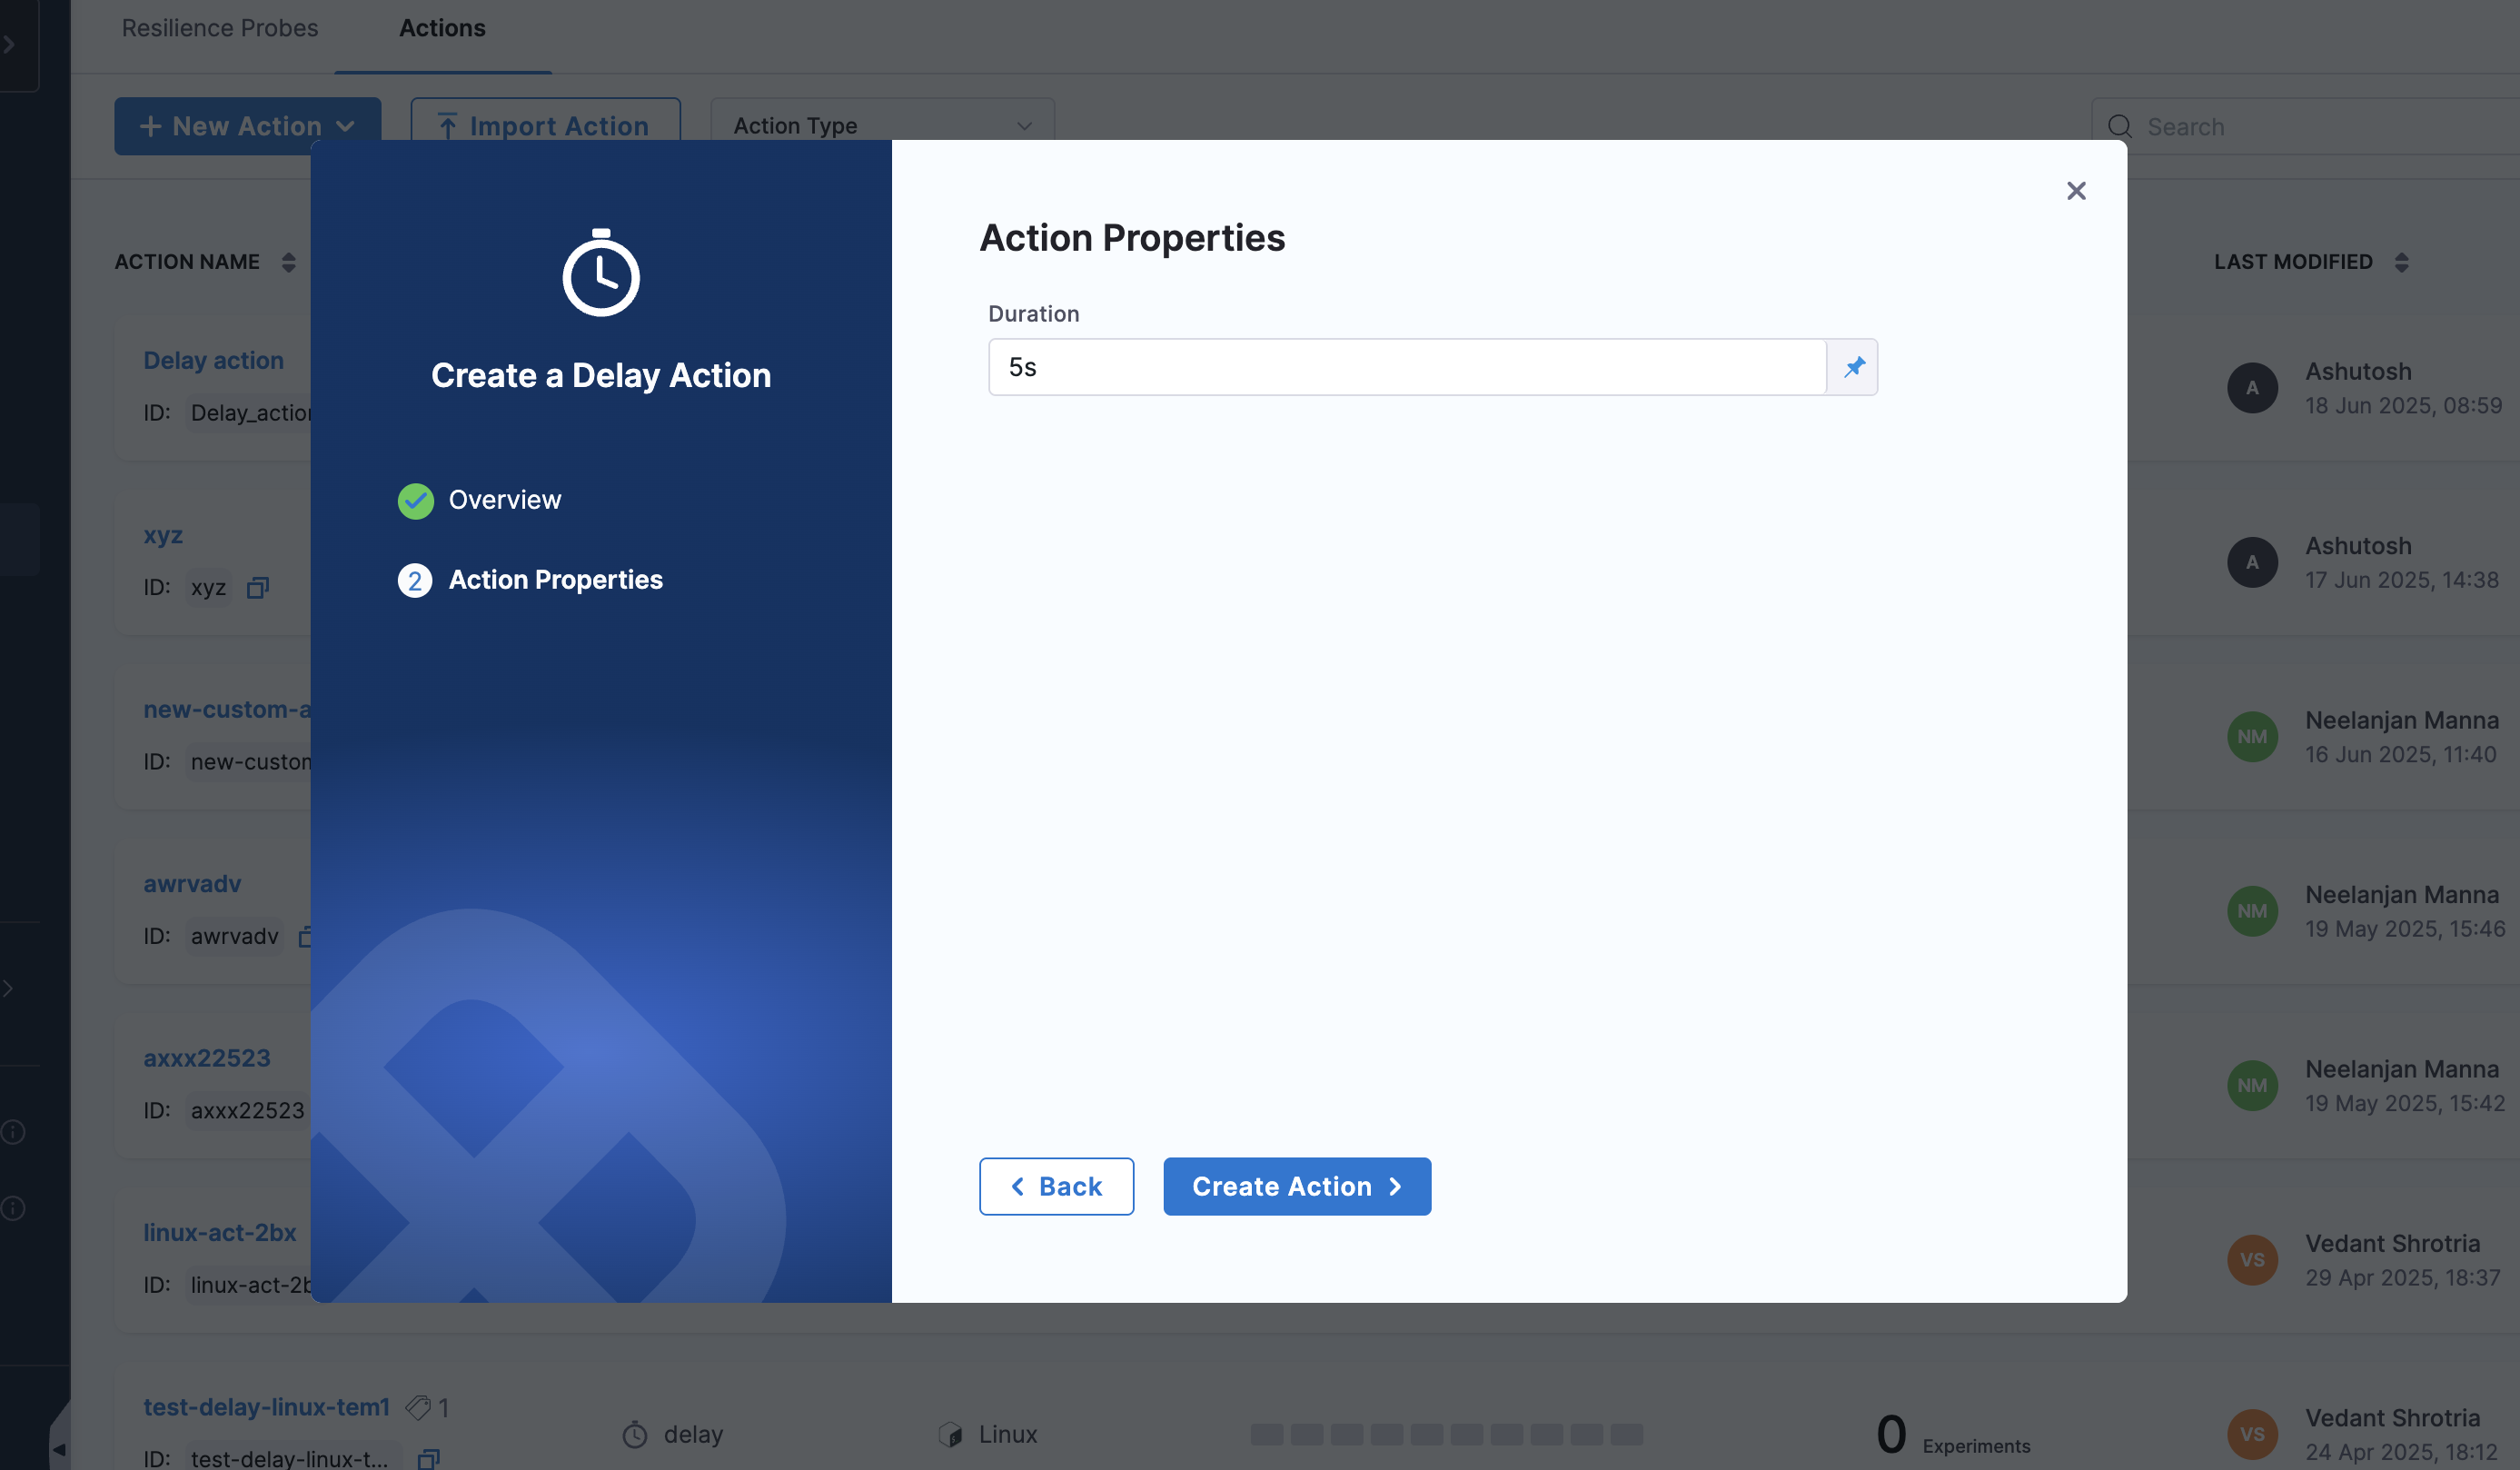 Resilience Probes
Actions
New Action
Import Action
Action Type
Search
ACTION NAME
LAST MODIFIED
Delay action
ID: Delay_action
Ashutosh
18 Jun 2025, 08:59
xyz
ID: xyz
Ashutosh
17 Jun 2025, 14:38
new-custom-a
ID: new-custom
Neelanjan Manna
16 Jun 2025, 11:40
awrvadv
ID: awrvadv
Neelanjan Manna
19 May 2025, 15:46
axxx22523
ID: axxx22523
Neelanjan Manna
19 May 2025, 15:42
linux-act-2bx
ID: linux-act-2b
Vedant Shrotria
29 Apr 2025, 18:37
test-delay-linux-tem1 1
ID: test-delay-linux-t...
delay
Linux
0 Experiments
Vedant Shrotria
24 Apr 2025, 18:12
A
A
NM
NM
NM
VS
VS
Create a Delay Action
Overview
2 Action Properties
Action Properties
Duration
5s
Back
Create Action